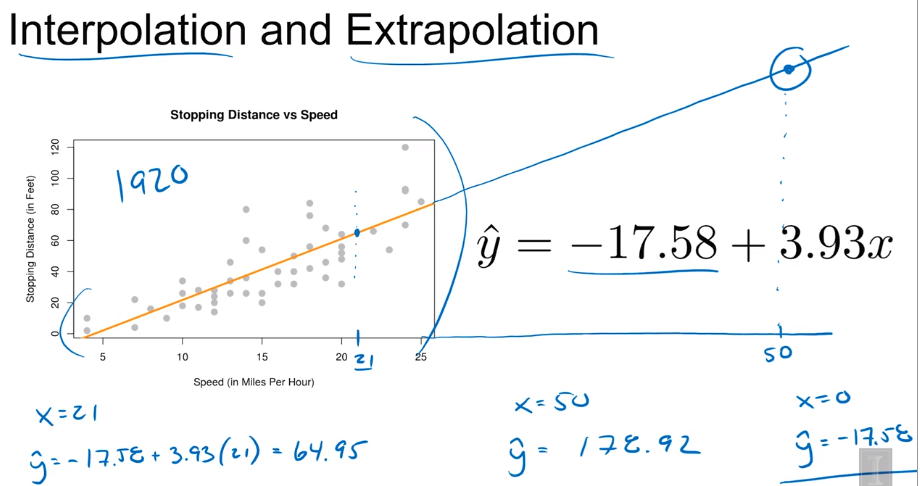 Interpolation and Extrapolation
Stopping Distance vs Speed
Stopping Distance (in Feet)
120
100
80
60
40
20
0
1920
5
10
15
20
25
21
Speed (in Miles Per Hour)
ŷ = −17.58 + 3.93x
50
x=21
ŷ=-17.58+3.93(21) = 64.95
x=50
ŷ= 178.92
x=0
ŷ=-17.58
I